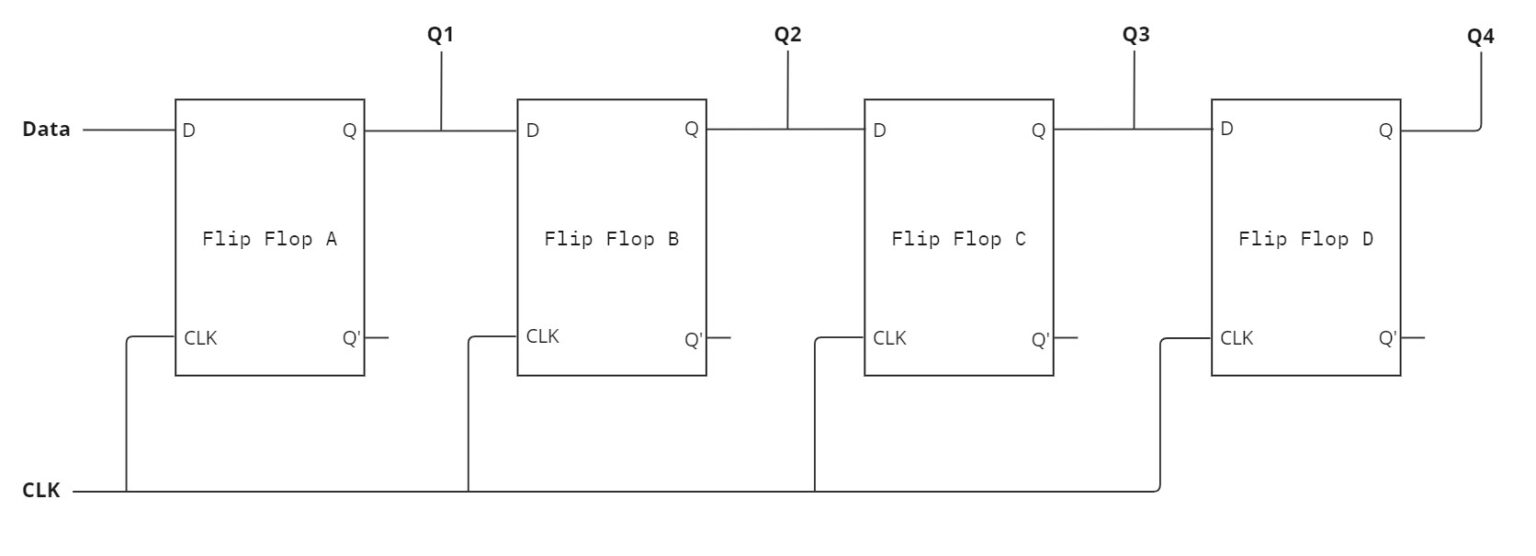 Q1 Q2 Q3 Q4
Data D Q D Q D Q D Q
Flip Flop A Flip Flop B Flip Flop C Flip Flop D
CLK Q' CLK Q' CLK Q' CLK Q'
CLK